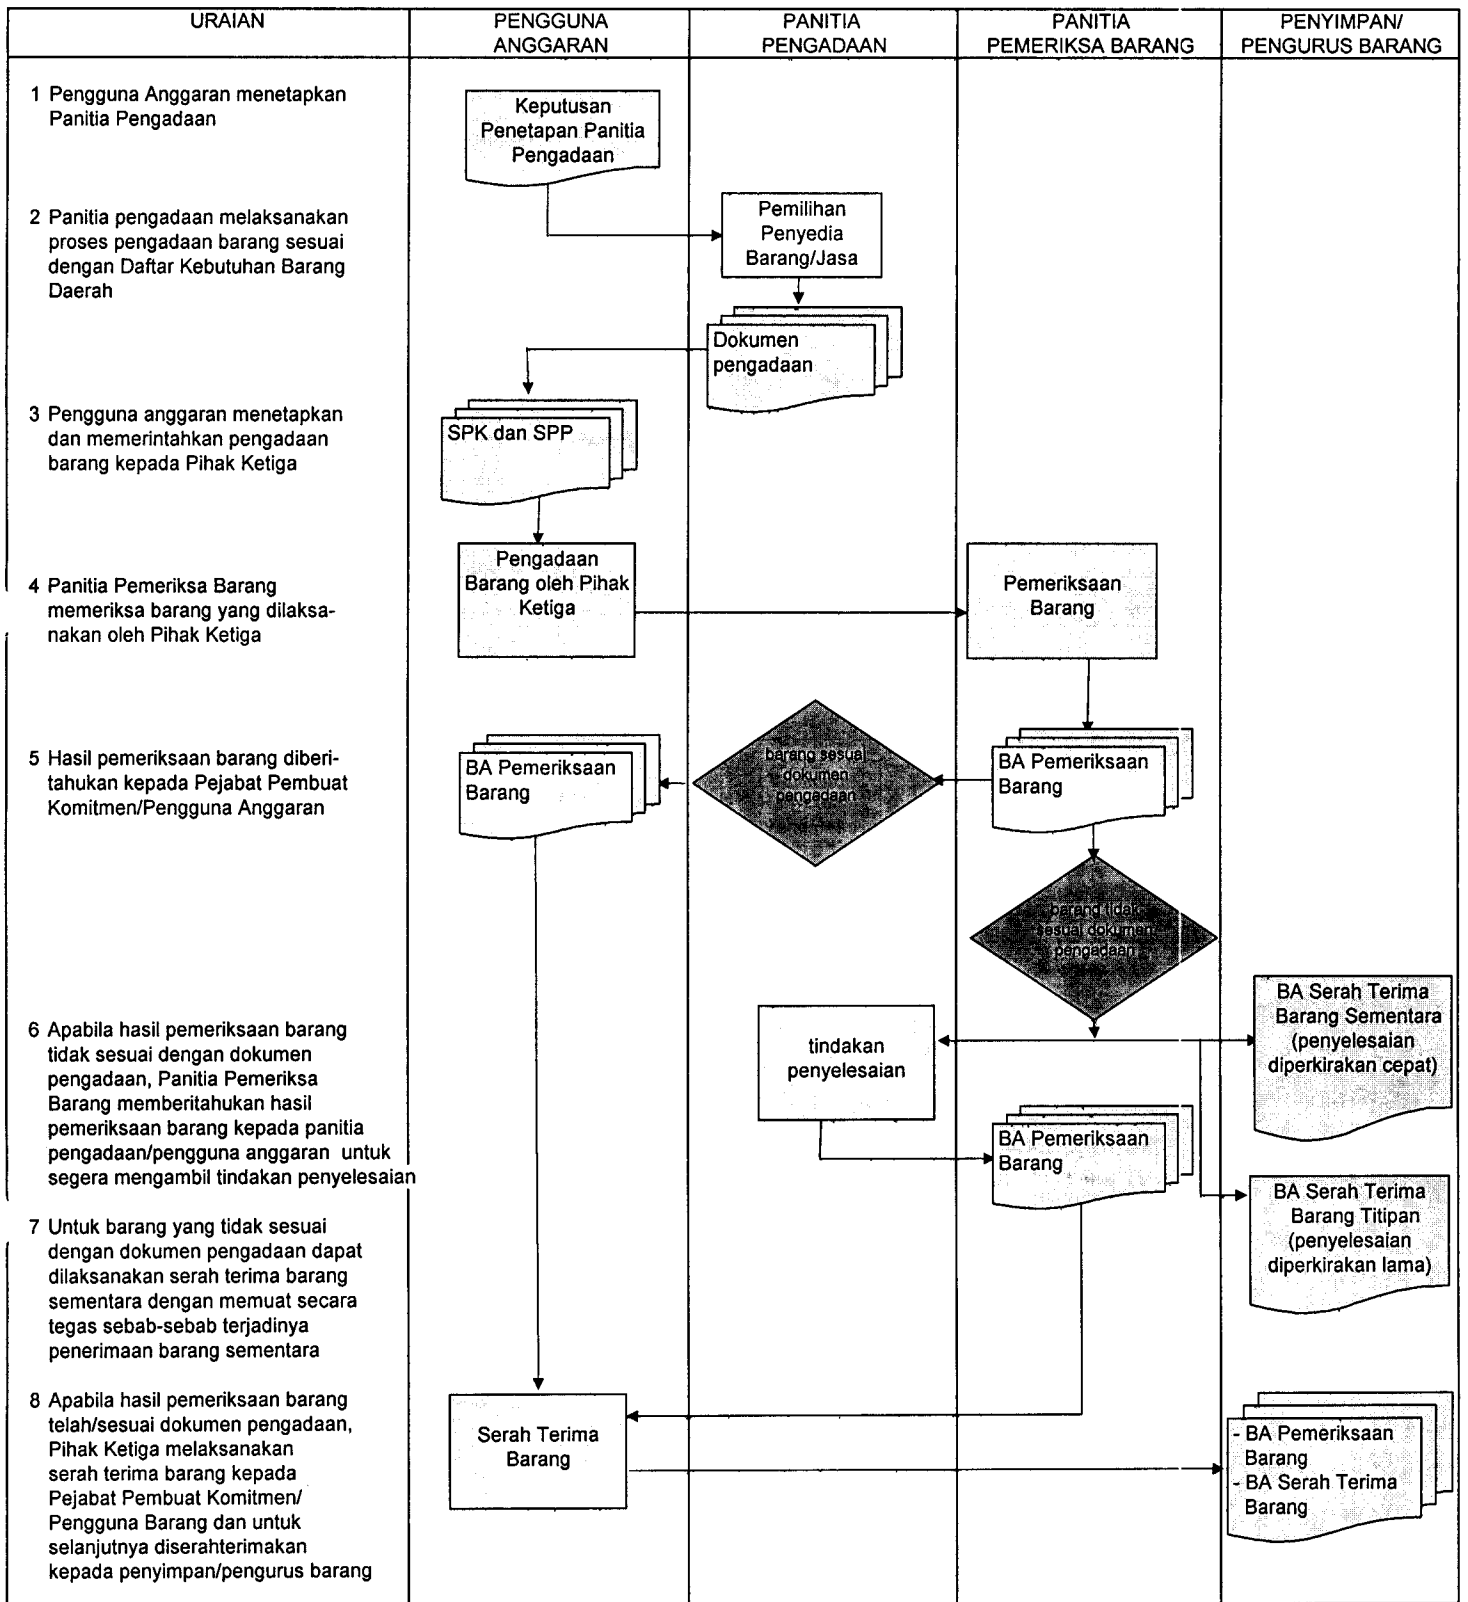 URAIAN
PENGGUNA
ANGGARAN
PANITIA
PENGADAAN
PANITIA
PEMERIKSA BARANG
PENYIMPAN/
PENGURUS BARANG
1 Pengguna Anggaran menetapkan
Panitia Pengadaan
Keputusan
Penetapan Panitia
Pengadaan
2 Panitia pengadaan melaksanakan
proses pengadaan barang sesuai
dengan Daftar Kebutuhan Barang
Daerah
Pemilihan
Penyedia
Barang/Jasa
Dokumen
pengadaan
3 Pengguna anggaran menetapkan
dan memerintahkan pengadaan
barang kepada Pihak Ketiga
SPK dan SPP
4 Panitia Pemeriksa Barang
memeriksa barang yang dilaksa-
nakan oleh Pihak Ketiga
Pengadaan
Barang oleh Pihak
Ketiga
Pemeriksaan
Barang
5 Hasil pemeriksaan barang diberi-
tahukan kepada Pejabat Pembuat
Komitmen/Pengguna Anggaran
BA Pemeriksaan
Barang
barang sesuai
dokumen
pengadaan
BA Pemeriksaan
Barang
barang tidak
sesuai dokumen
pengadaan
6 Apabila hasil pemeriksaan barang
tidak sesuai dengan dokumen
pengadaan, Panitia Pemeriksa
Barang memberitahukan hasil
pemeriksaan barang kepada panitia
pengadaan/pengguna anggaran untuk
segera mengambil tindakan penyelesaian
tindakan
penyelesaian
BA Serah Terima
Barang Sementara
(penyelesaian
diperkirakan cepat)
BA Pemeriksaan
Barang
BA Serah Terima
Barang Titipan
(penyelesaian
diperkirakan lama)
7 Untuk barang yang tidak sesuai
dengan dokumen pengadaan dapat
dilaksanakan serah terima barang
sementara dengan memuat secara
tegas sebab-sebab terjadinya
penerimaan barang sementara
8 Apabila hasil pemeriksaan barang
telah/sesuai dokumen pengadaan,
Pihak Ketiga melaksanakan
serah terima barang kepada
Pejabat Pembuat Komitmen/
Pengguna Barang dan untuk
selanjutnya diserahterimakan
kepada penyimpan/pengurus barang
Serah Terima
Barang
- BA Pemeriksaan
Barang
- BA Serah Terima
Barang